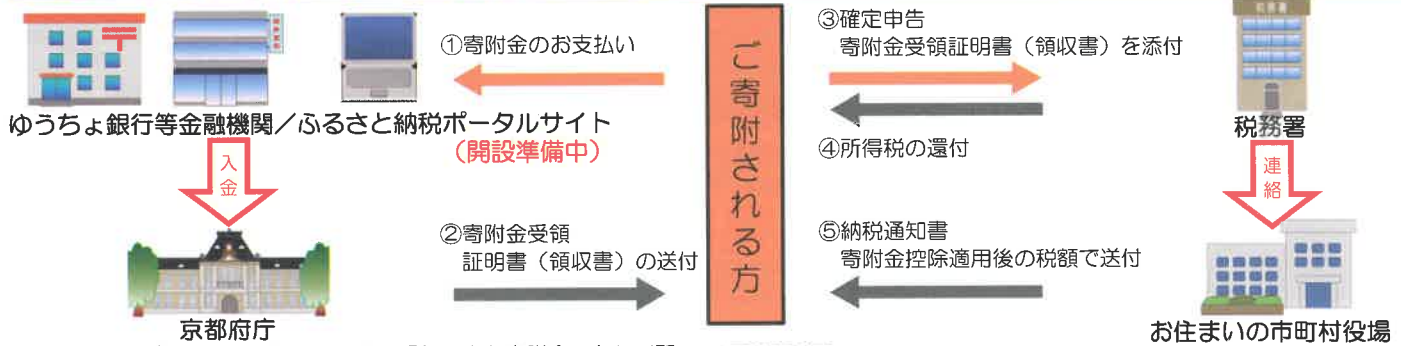 ①寄附金のお支払い
ゆうちょ銀行等金融機関／ふるさと納税ポータルサイト
（開設準備中）
入金
京都府庁
②寄附金受領
証明書（領収書）の送付
ご寄附される方
③確定申告
寄附金受領証明書（領収書）を添付
④所得税の還付
税務署
連絡
⑤納税通知書
寄附金控除適用後の税額で送付
お住まいの市町村役場